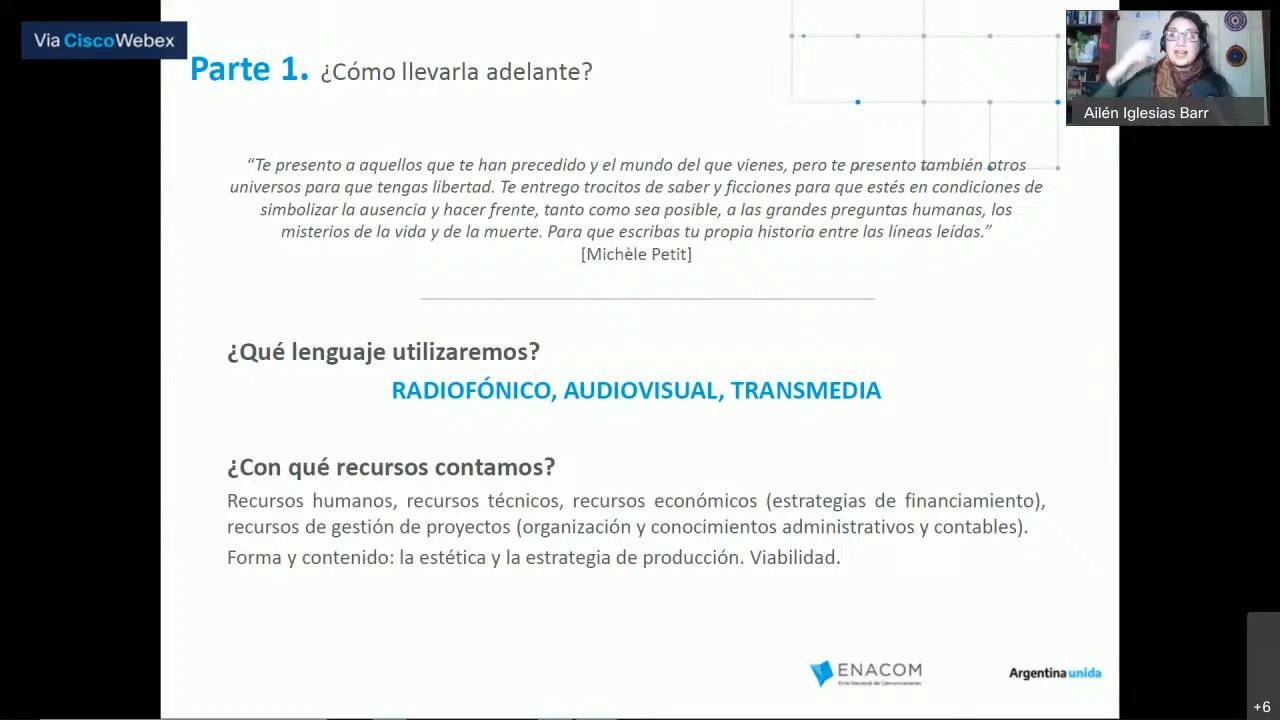 Vía Cisco Webex
Parte 1. ¿Cómo llevarla adelante?
Ailén Iglesias Barr
“Te presento a aquellos que te han precedido y el mundo del que vienes, pero te presento también otros
universos para que tengas libertad. Te entrego trocitos de saber y ficciones para que estés en condiciones de
simbolizar la ausencia y hacer frente, tanto como sea posible, a las grandes preguntas humanas, los
misterios de la vida y de la muerte. Para que escribas tu propia historia entre las líneas leídas.”
[Michèle Petit]
¿Qué lenguaje utilizaremos?
RADIOFÓNICO, AUDIOVISUAL, TRANSMEDIA
¿Con qué recursos contamos?
Recursos humanos, recursos técnicos, recursos económicos (estrategias de financiamiento),
recursos de gestión de proyectos (organización y conocimientos administrativos y contables).
Forma y contenido: la estética y la estrategia de producción. Viabilidad.
ENACOM
Ente Nacional de Comunicaciones
Argentina unida
+6